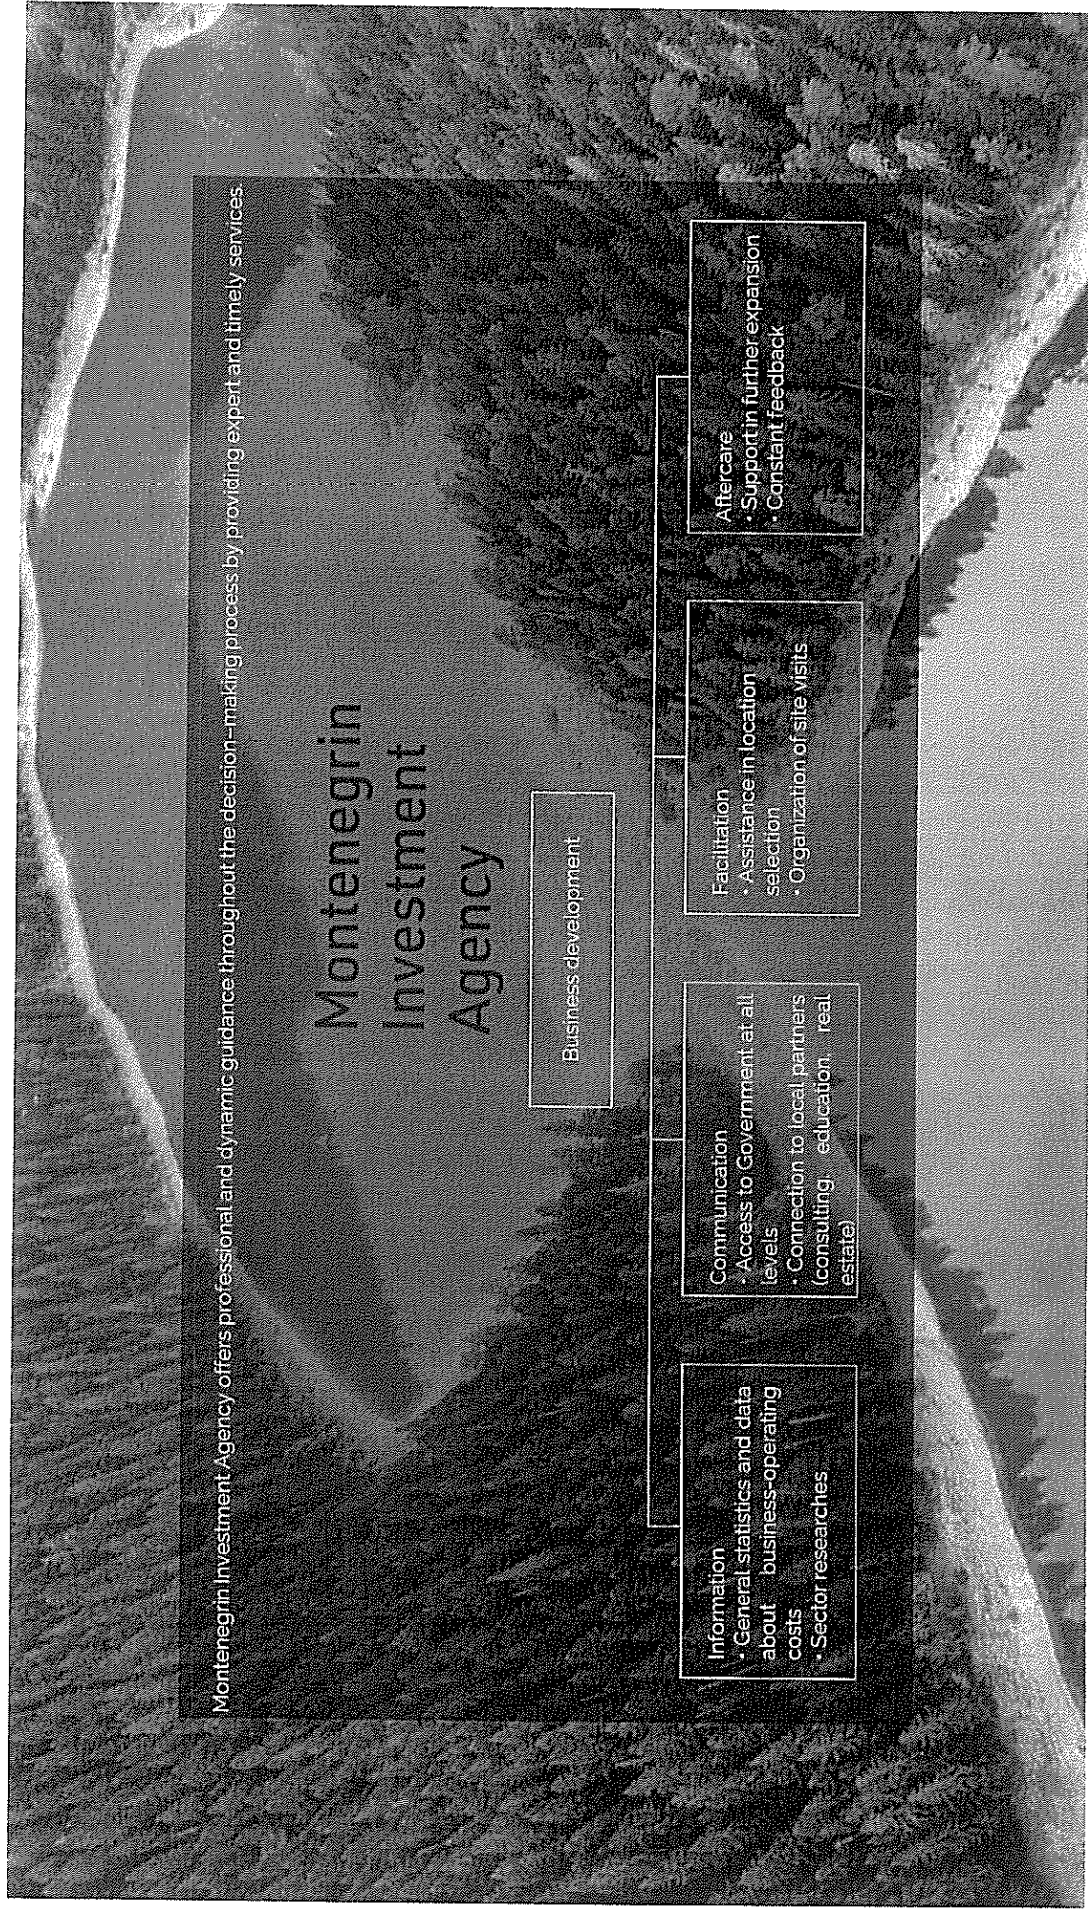 Montenegrin Investment Agency offers professional and dynamic guidance throughout the decision-making process by providing expert and timely services
Montenegrin
Investment
Agency
Business development
Information
• General statistics and data
about business-operating
costs
• Sector researches
Communication
• Access to Government at all
levels
• Connection to local partners
(consulting, education, real
estate)
Facilitation
• Assistance in location
selection
• Organization of site visits
Aftercare
• Support in further expansion
• Constant feedback